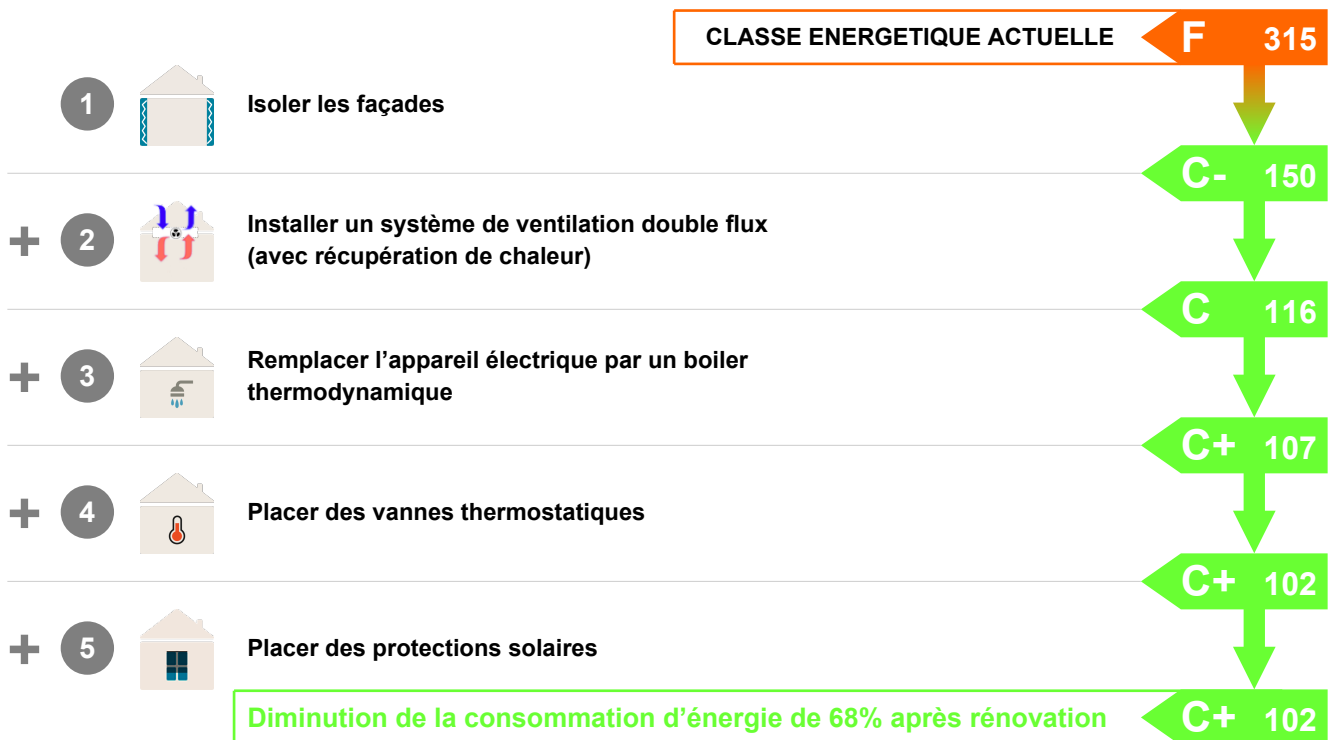 CLASSE ENERGETIQUE ACTUELLE F 315
1 Isoler les façades
C- 150
+ 2 Installer un système de ventilation double flux
(avec récupération de chaleur)
C 116
+ 3 Remplacer l’appareil électrique par un boiler
thermodynamique
C+ 107
+ 4 Placer des vannes thermostatiques
C+ 102
+ 5 Placer des protections solaires
Diminution de la consommation d’énergie de 68% après rénovation C+ 102